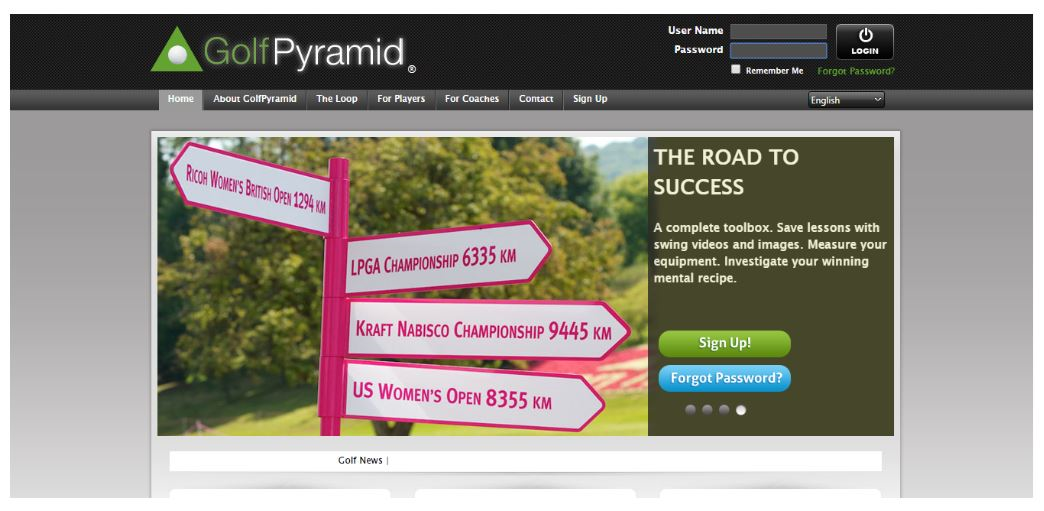 GolfPyramid®
User Name
Password
LOGIN
Remember Me Forgot Password?
Home About GolfPyramid The Loop For Players For Coaches Contact Sign Up English
RICOH WOMEN'S BRITISH OPEN 1294 KM
LPGA CHAMPIONSHIP 6335 KM
KRAFT NABISCO CHAMPIONSHIP 9445 KM
US WOMEN'S OPEN 8355 KM
THE ROAD TO
SUCCESS
A complete toolbox. Save lessons with
swing videos and images. Measure your
equipment. Investigate your winning
mental recipe.
Sign Up!
Forgot Password?
Golf News |